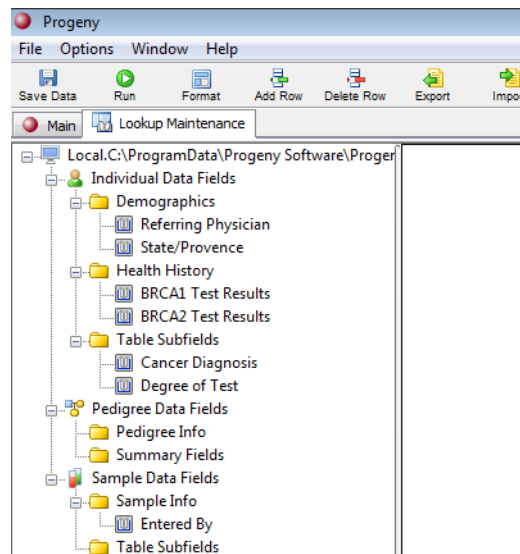 Progeny
File Options Window Help
Save Data Run Format Add Row Delete Row Export Impor
Main Lookup Maintenance
Local.C:\ProgramData\Progeny Software\Proger
Individual Data Fields
Demographics
Referring Physician
State/Provence
Health History
BRCA1 Test Results
BRCA2 Test Results
Table Subfields
Cancer Diagnosis
Degree of Test
Pedigree Data Fields
Pedigree Info
Summary Fields
Sample Data Fields
Sample Info
Entered By
Table Subfields